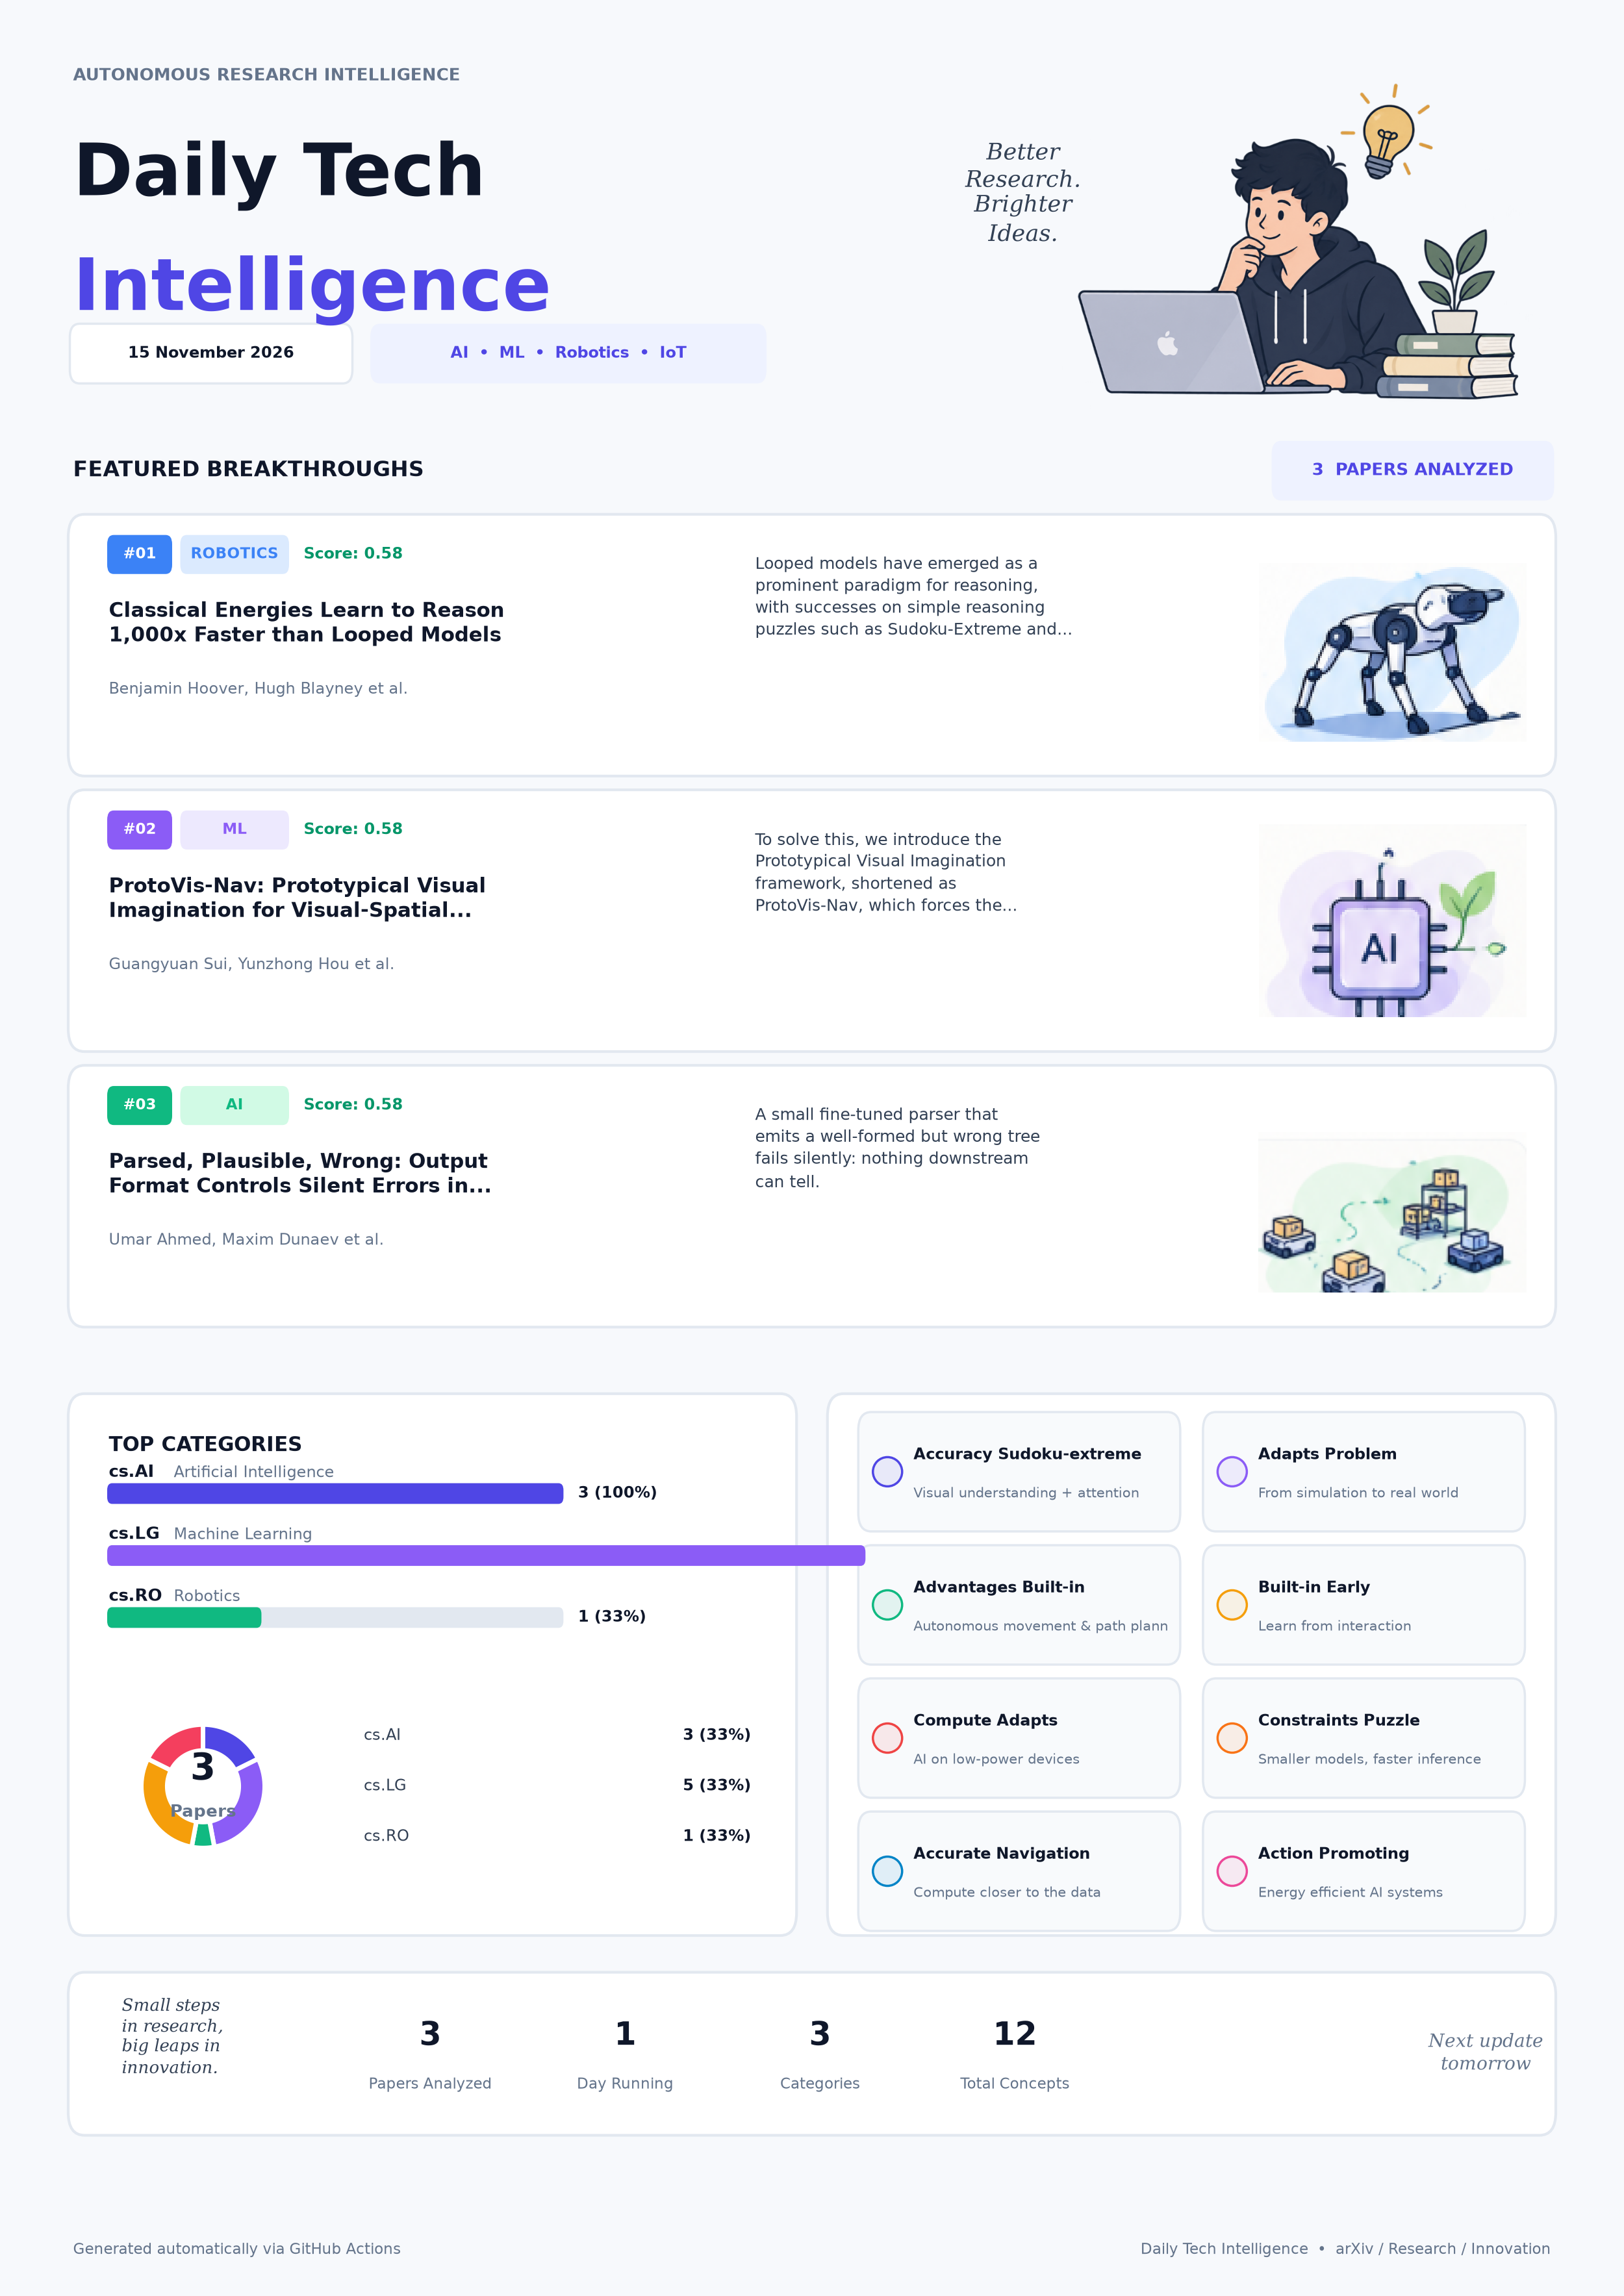 AUTONOMOUS RESEARCH INTELLIGENCE
Daily Tech
Intelligence
15 November 2026
AI • ML • Robotics • IoT
Better
Research.
Brighter
Ideas.
FEATURED BREAKTHROUGHS
3 PAPERS ANALYZED
#01
ROBOTICS
Score: 0.58
Classical Energies Learn to Reason
1,000x Faster than Looped Models
Benjamin Hoover, Hugh Blayney et al.
Looped models have emerged as a
prominent paradigm for reasoning,
with successes on simple reasoning
puzzles such as Sudoku-Extreme and...
#02
ML
Score: 0.58
ProtoVis-Nav: Prototypical Visual
Imagination for Visual-Spatial...
Guangyuan Sui, Yunzhong Hou et al.
To solve this, we introduce the
Prototypical Visual Imagination
framework, shortened as
ProtoVis-Nav, which forces the...
AI
#03
AI
Score: 0.58
Parsed, Plausible, Wrong: Output
Format Controls Silent Errors in...
Umar Ahmed, Maxim Dunaev et al.
A small fine-tuned parser that
emits a well-formed but wrong tree
fails silently: nothing downstream
can tell.
TOP CATEGORIES
cs.AI Artificial Intelligence
3 (100%)
cs.LG Machine Learning
cs.RO Robotics
1 (33%)
3
Papers
cs.AI 3 (33%)
cs.LG 5 (33%)
cs.RO 1 (33%)
Accuracy Sudoku-extreme
Visual understanding + attention
Adapts Problem
From simulation to real world
Advantages Built-in
Autonomous movement & path plann
Built-in Early
Learn from interaction
Compute Adapts
AI on low-power devices
Constraints Puzzle
Smaller models, faster inference
Accurate Navigation
Compute closer to the data
Action Promoting
Energy efficient AI systems
Small steps
in research,
big leaps in
innovation.
3
Papers Analyzed
1
Day Running
3
Categories
12
Total Concepts
Next update
tomorrow
Generated automatically via GitHub Actions
Daily Tech Intelligence • arXiv / Research / Innovation